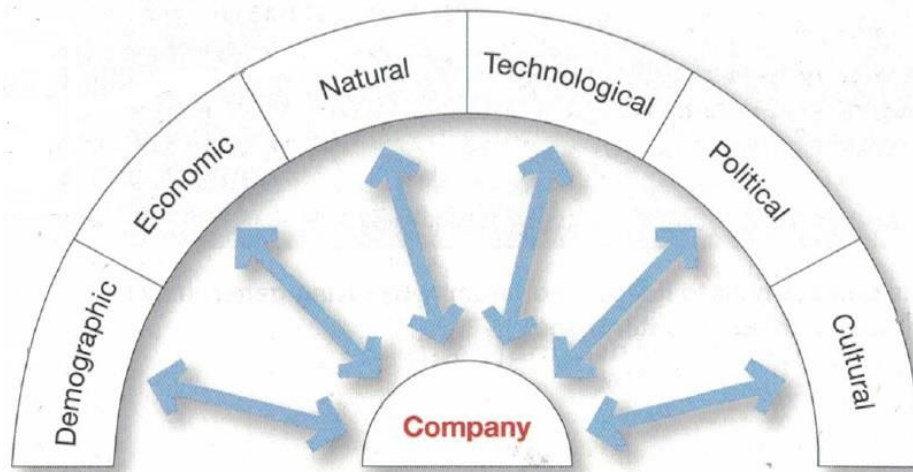 Demographic
Economic
Natural
Technological
Political
Cultural
Company